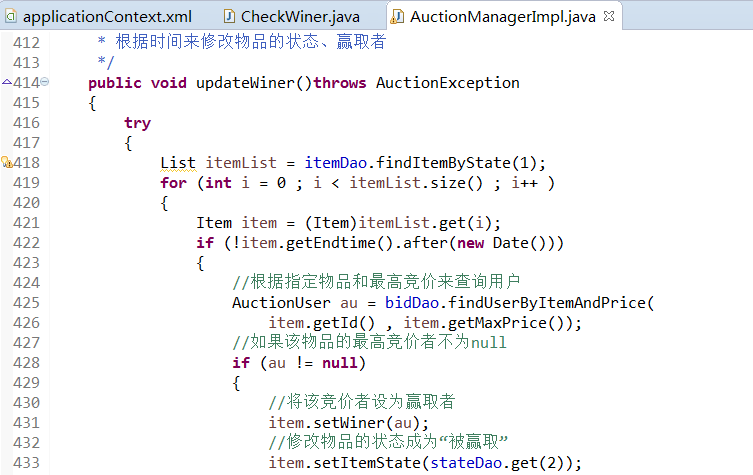 applicationContext.xml CheckWiner.java AuctionManagerImpl.java
412 * 根据时间来修改物品的状态、赢取者
413 */
414 public void updateWiner()throws AuctionException
415 {
416 try
417 {
418 List itemList = itemDao.findItemByState(1);
419 for (int i = 0 ; i < itemList.size() ; i++ )
420 {
421 Item item = (Item)itemList.get(i);
422 if (!item.getEndtime().after(new Date()))
423 {
424 //根据指定物品和最高竞价来查询用户
425 AuctionUser au = bidDao.findUserByItemAndPrice(
426 item.getId() , item.getMaxPrice());
427 //如果该物品的最高竞价者不为null
428 if (au != null)
429 {
430 //将该竞价者设为赢取者
431 item.setWiner(au);
432 //修改物品的状态成为“被赢取”
433 item.setItemState(stateDao.get(2));